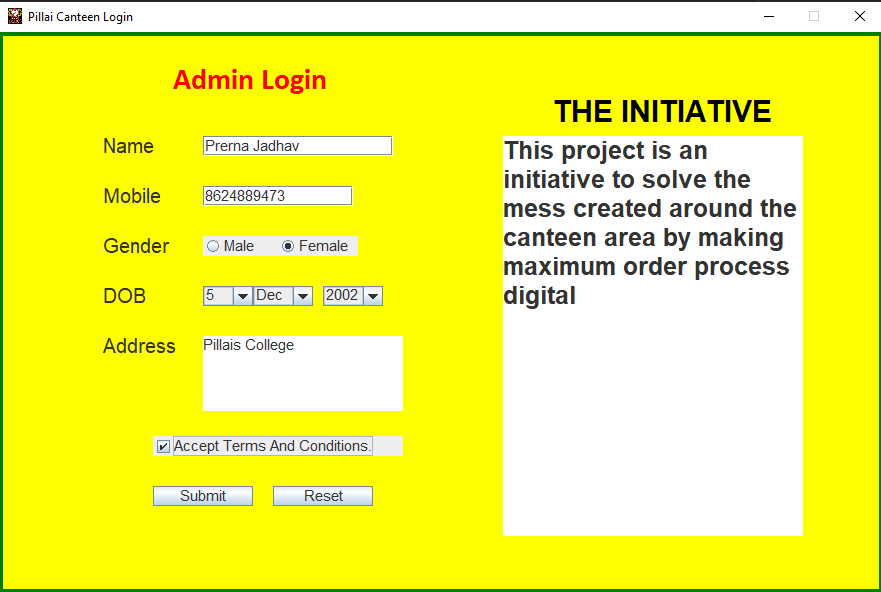 Pillai Canteen Login
Admin Login
Name
Prerna Jadhav
Mobile
8624889473
Gender
Male
Female
DOB
5
Dec
2002
Address
Pillais College
Accept Terms And Conditions.
Submit
Reset
THE INITIATIVE
This project is an
initiative to solve the
mess created around the
canteen area by making
maximum order process
digital